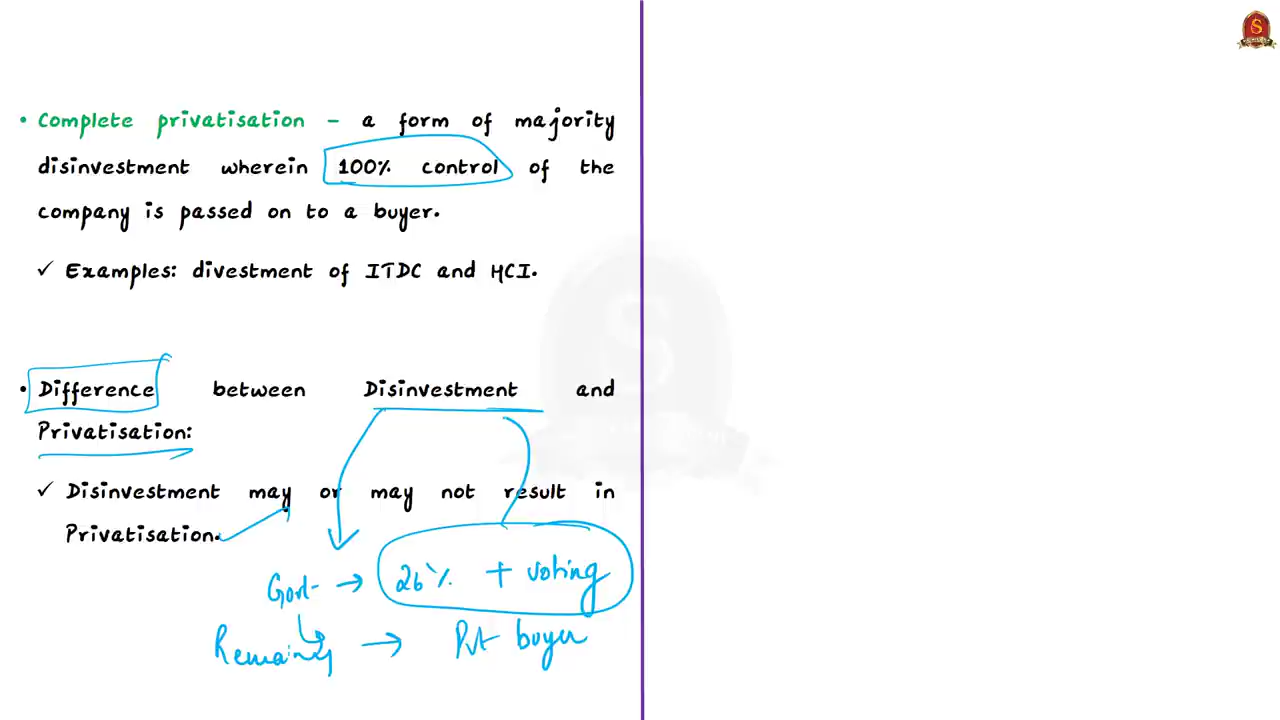 • Complete privatisation - a form of majority
disinvestment wherein 100% control of the
company is passed on to a buyer.
✓ Examples: divestment of ITDC and HCI.
• Difference between Disinvestment and
Privatisation:
✓ Disinvestment may or may not result in
Privatisation.
Govt → 26% + voting
Remaining → Pvt buyer